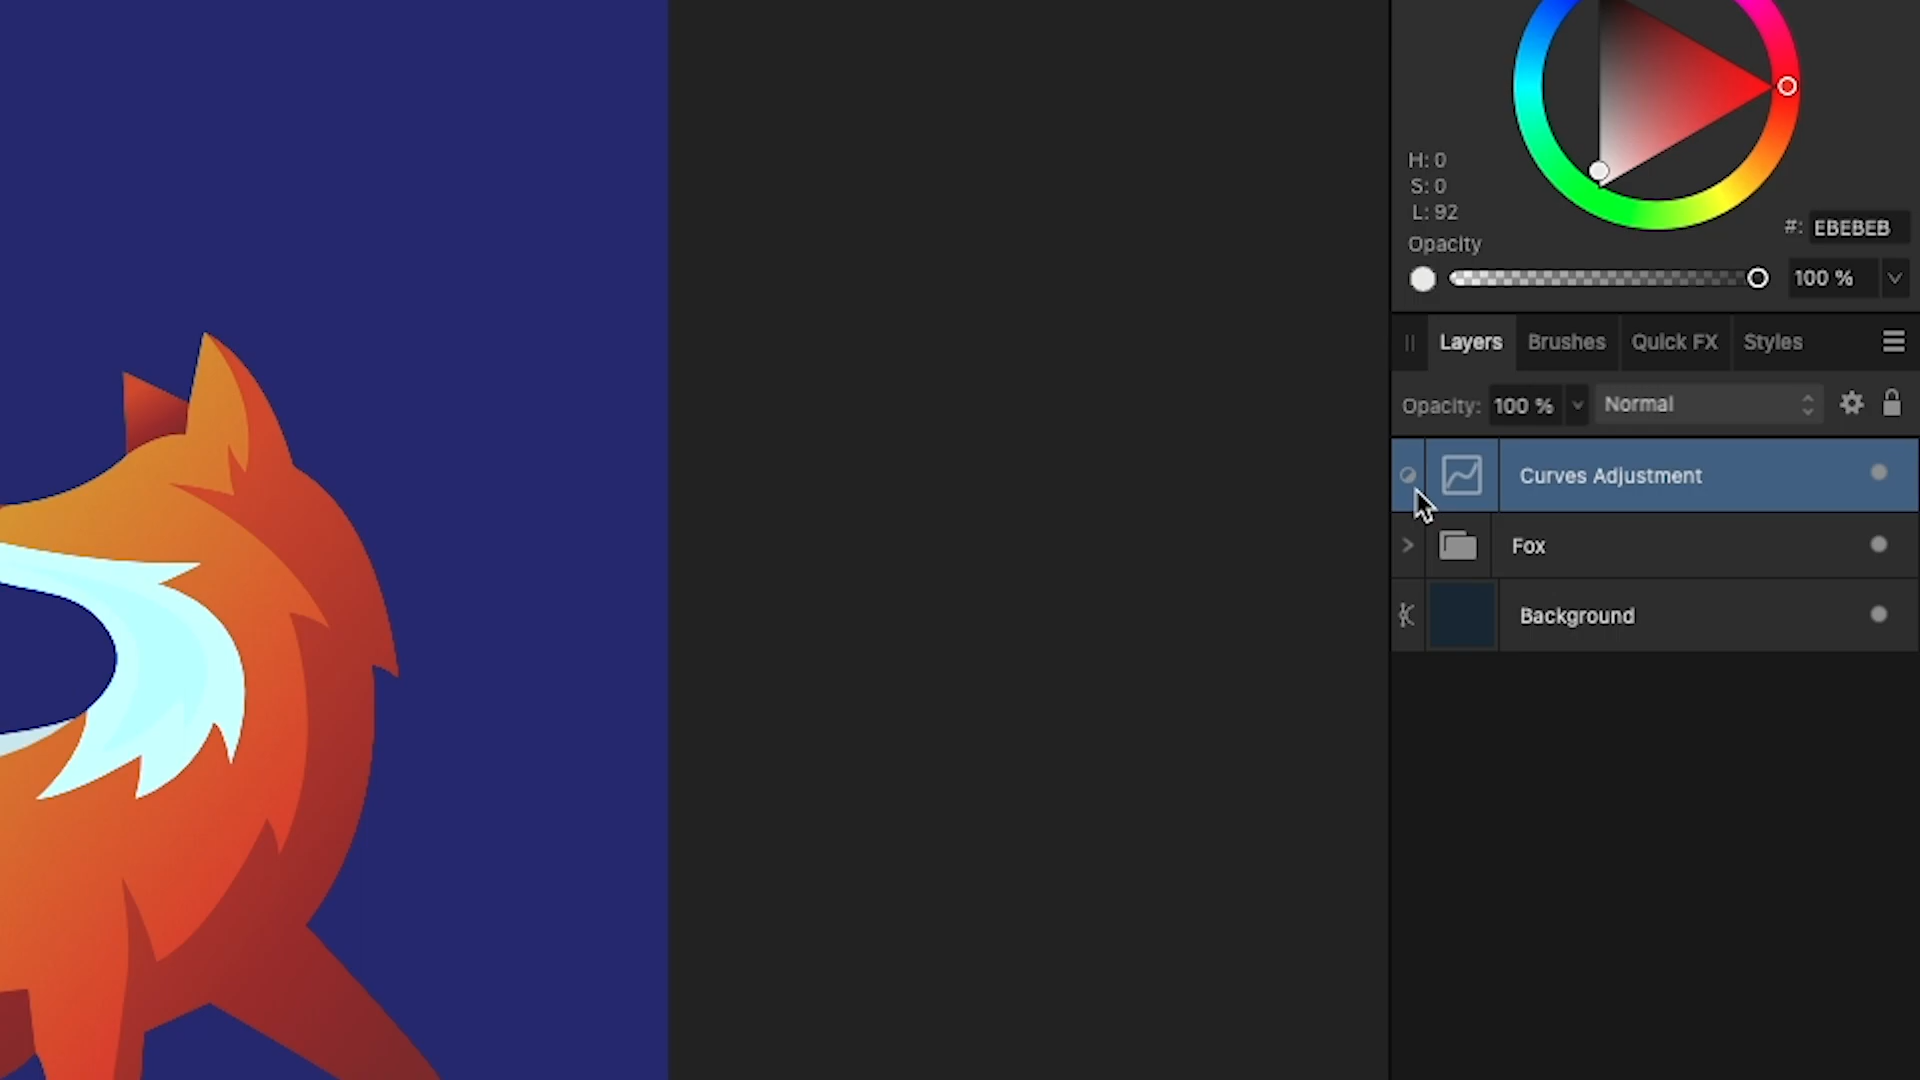 H: 0
S: 0
L: 92
#: EBEBEB
Opacity
100 %
Layers Brushes Quick FX Styles
Opacity: 100 % Normal
Curves Adjustment
Fox
Background